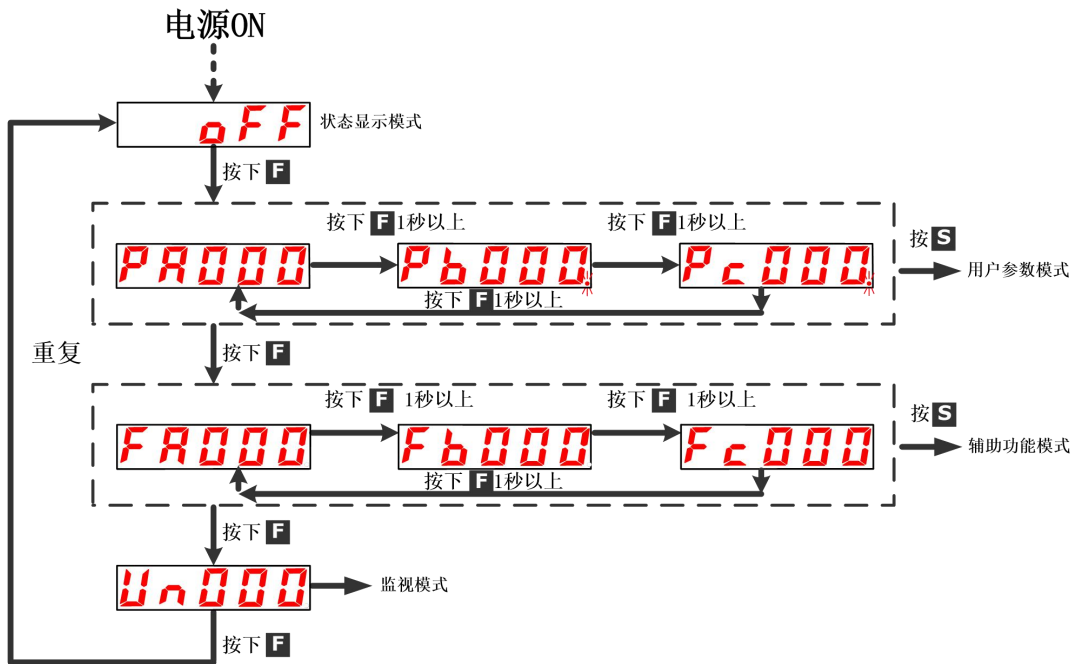 电源ON
oFF 状态显示模式
按下 F
按下 F 1秒以上 按下 F 1秒以上
按 S
PA000 Pb000. Pc000. 用户参数模式
按下 F 1秒以上
重复
按下 F
按下 F 1秒以上 按下 F 1秒以上
按 S
FA000 Fb000 Fc000 辅助功能模式
按下 F 1秒以上
按下 F
Un000 监视模式
按下 F